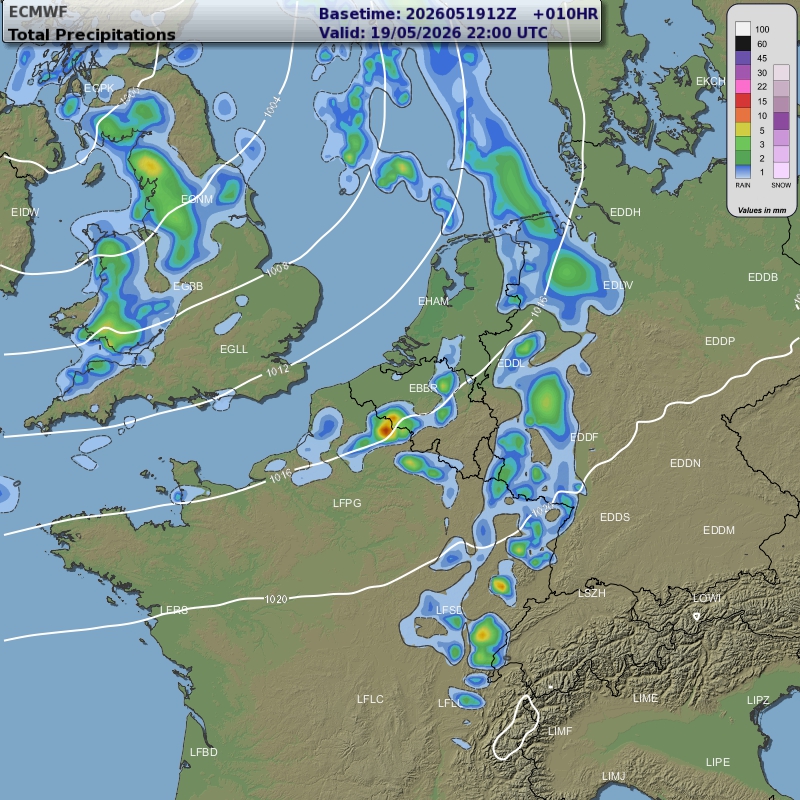 ECMWF
Basetime: 2026051912Z +010HR
Total Precipitations
Valid: 19/05/2026 22:00 UTC
100
60
45
30
22
15
10
5
3
2
1
RAIN
SNOW
Values in mm
EGPK
EKCH
1004
EGNM
EIDW
EDDH
1008
EGBB
EDDV
EDDB
EHAM
1016
EGLL
EDDL
EDDP
1012
EBBR
EDDF
EDDN
1016
LFPG
1020
EDDS
EDDM
1020
LFRS
LFSD
LSZH
LOWI
LFLC
LFLL
LIME
LIPZ
LIMF
LFBD
LIPE
LIMJ